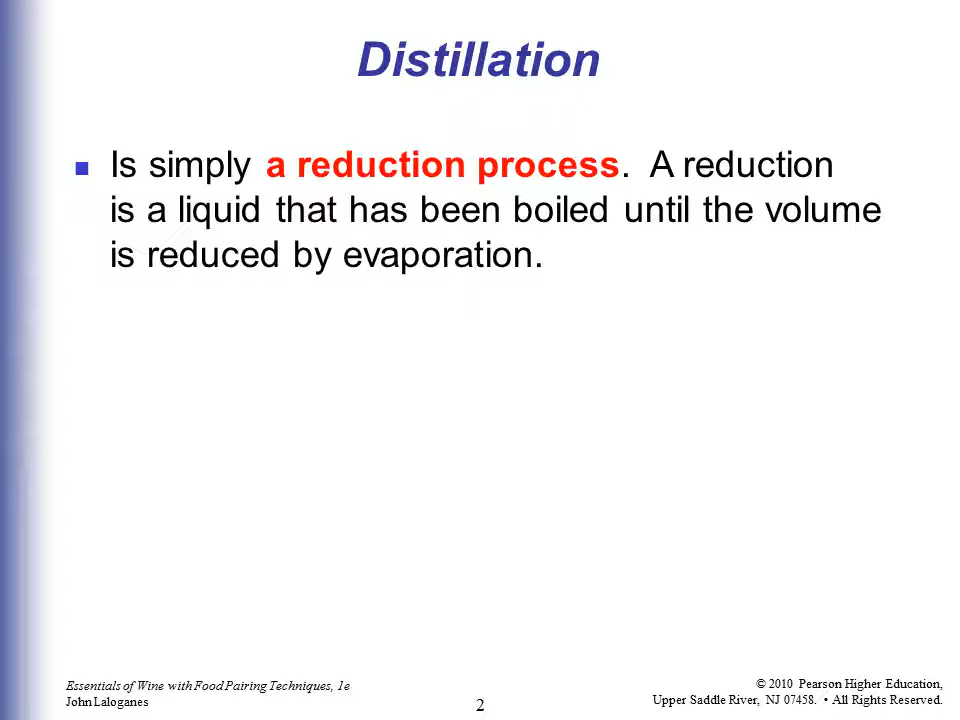 Distillation
Is simply a reduction process. A reduction
is a liquid that has been boiled until the volume
is reduced by evaporation.
Essentials of Wine with Food Pairing Techniques, 1e
John Laloganes
2
© 2010 Pearson Higher Education,
Upper Saddle River, NJ 07458. • All Rights Reserved.